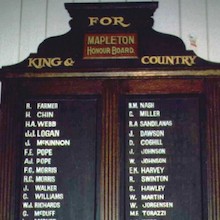 FOR
MAPLETON
HONOUR BOARD.
KING & COUNTRY
R. FARMER
H. CHIN
H.A. WEBB
J.J. LOGAN
J. McKINNON
F.E. POPE
A.J. POPE
F.G. MORRIS
R.C. MORRIS
J. WALKER
G. WILLIAMS
W.J. RICHARDS
R.W. NASH
C. MILLER
R.A. SANDILANDS
J. DAWSON
D. COGHILL
J. JOHNSON
W. JOHNSON
E.K. HARVEY
R. SWINTON
G. HAWLEY
W. MARTIN
W. JORGENSEN
M.F. TOMAZZI